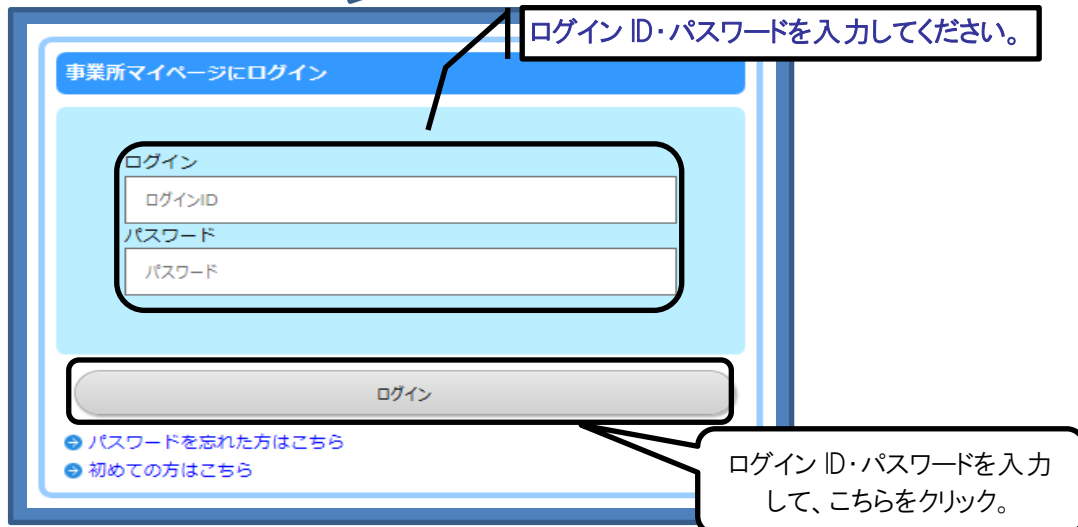 ログイン ID・パスワードを入力してください。
事業所マイページにログイン
ログイン
ログインID
パスワード
パスワード
ログイン
パスワードを忘れた方はこちら
初めての方はこちら
ログイン ID・パスワードを入力
して、こちらをクリック。